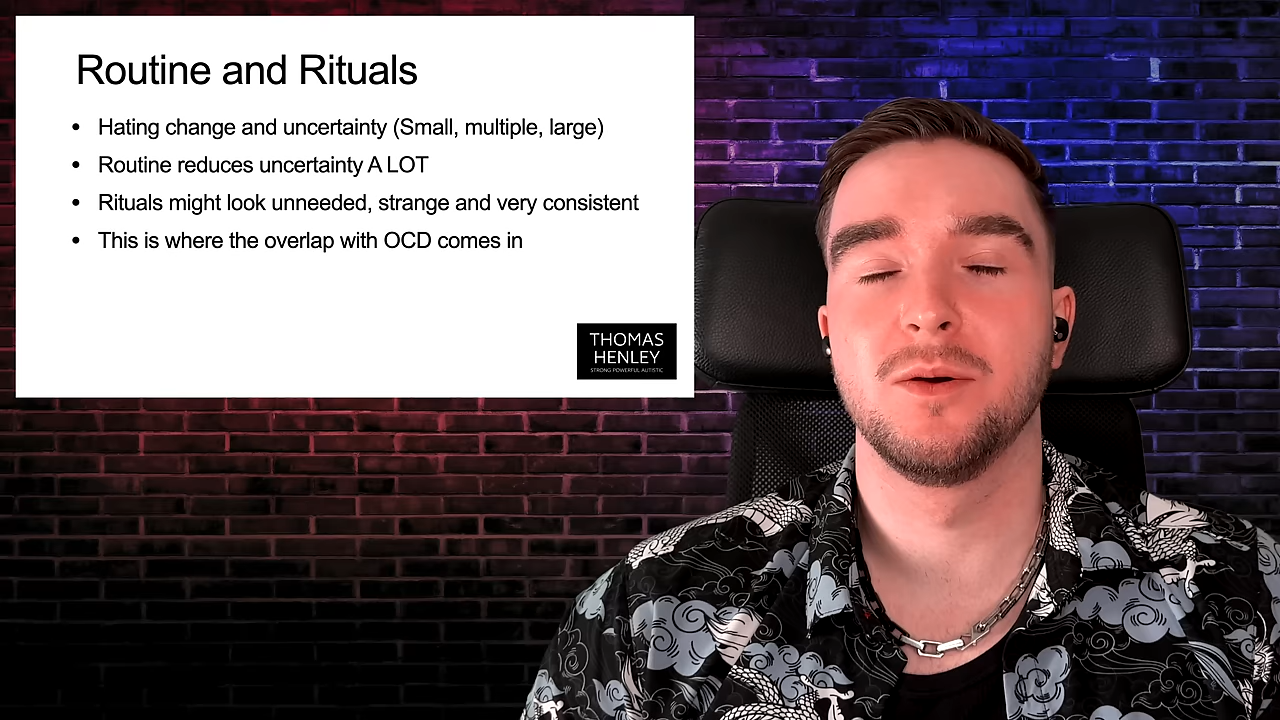 Routine and Rituals
• Hating change and uncertainty (Small, multiple, large)
• Routine reduces uncertainty A LOT
• Rituals might look unneeded, strange and very consistent
• This is where the overlap with OCD comes in
THOMAS
HENLEY
STRONG POWERFUL AUTISTIC